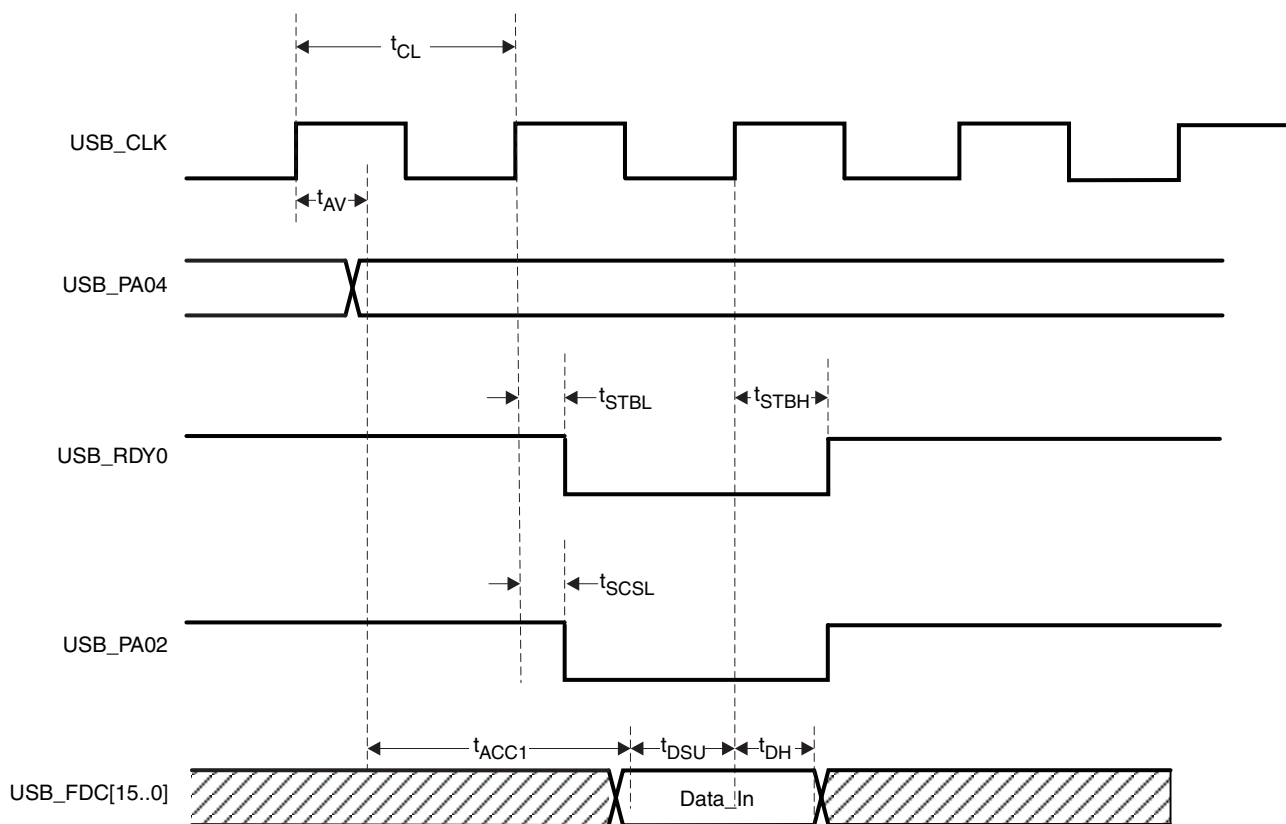 tCL
USB_CLK
tAV
USB_PA04
tSTBL
tSTBH
USB_RDY0
tSCSL
USB_PA02
tACC1
tDSU
tDH
USB_FDC[15..0]
Data_In